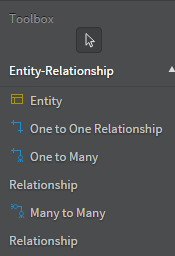 Toolbox
Entity-Relationship
Entity
One to One Relationship
One to Many
Relationship
Many to Many
Relationship